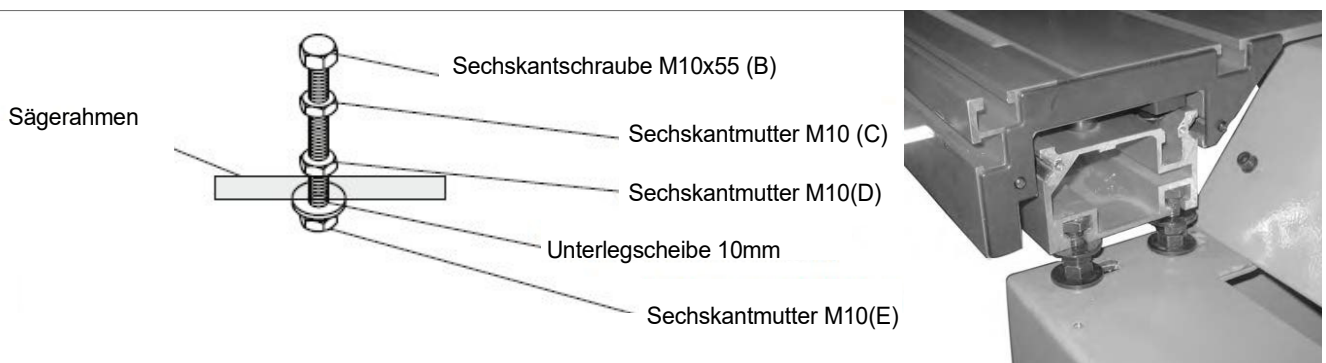 Sechskantschraube M10x55 (B)
Sägerahmen
Sechskantmutter M10 (C)
Sechskantmutter M10(D)
Unterlegscheibe 10mm
Sechskantmutter M10(E)